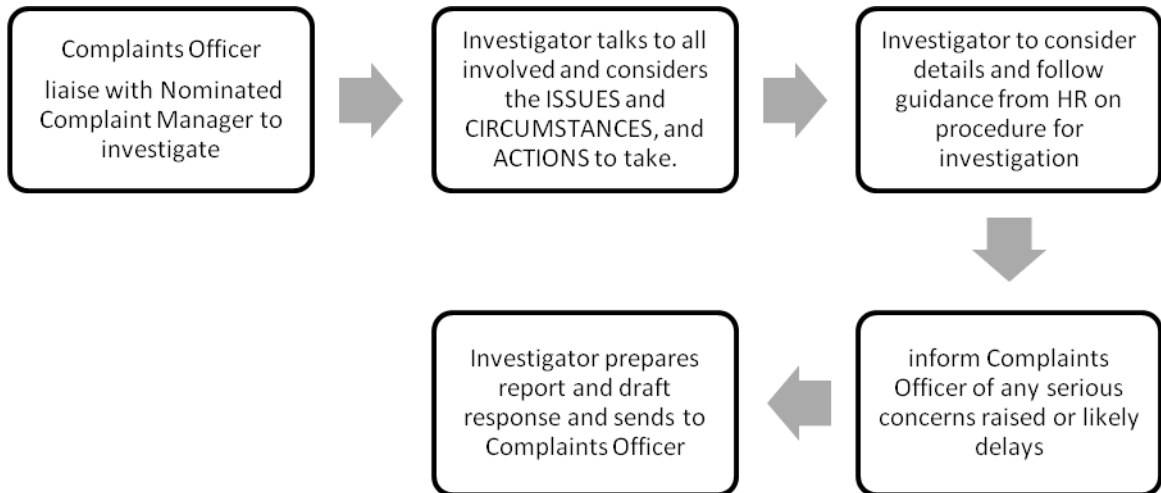 Complaints Officer
liaise with Nominated
Complaint Manager to
investigate
Investigator talks to all
involved and considers
the ISSUES and
CIRCUMSTANCES, and
ACTIONS to take.
Investigator to consider
details and follow
guidance from HR on
procedure for
investigation
inform Complaints
Officer of any serious
concerns raised or likely
delays
Investigator prepares
report and draft
response and sends to
Complaints Officer